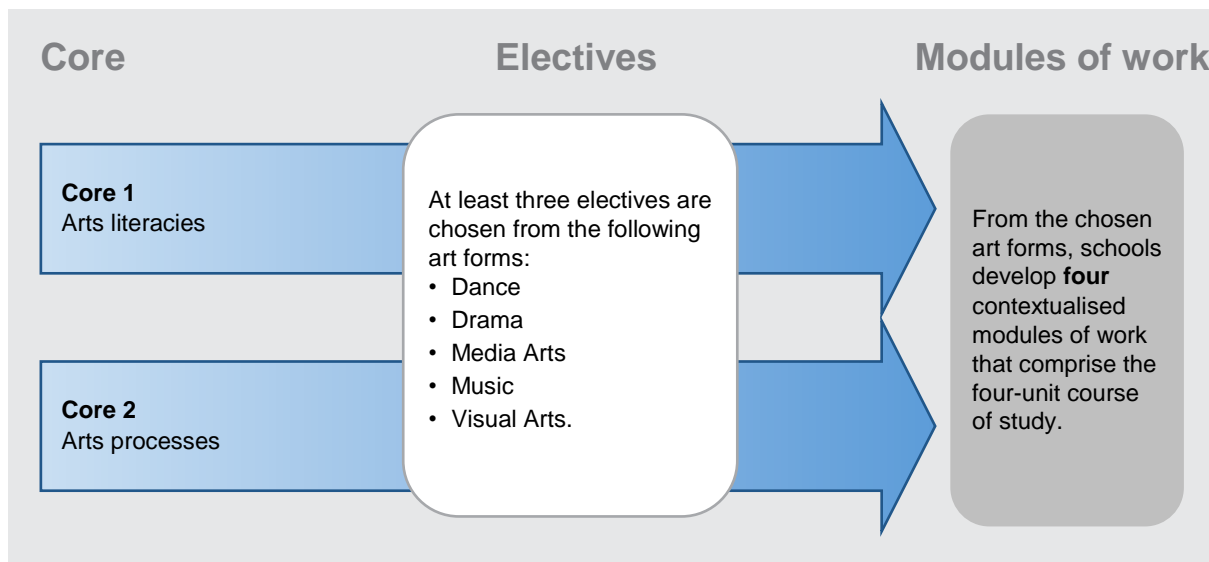 Core
Electives
Modules of work
Core 1
Arts literacies
Core 2
Arts processes
At least three electives are
chosen from the following
art forms:
• Dance
• Drama
• Media Arts
• Music
• Visual Arts.
From the chosen
art forms, schools
develop four
contextualised
modules of work
that comprise the
four-unit course
of study.